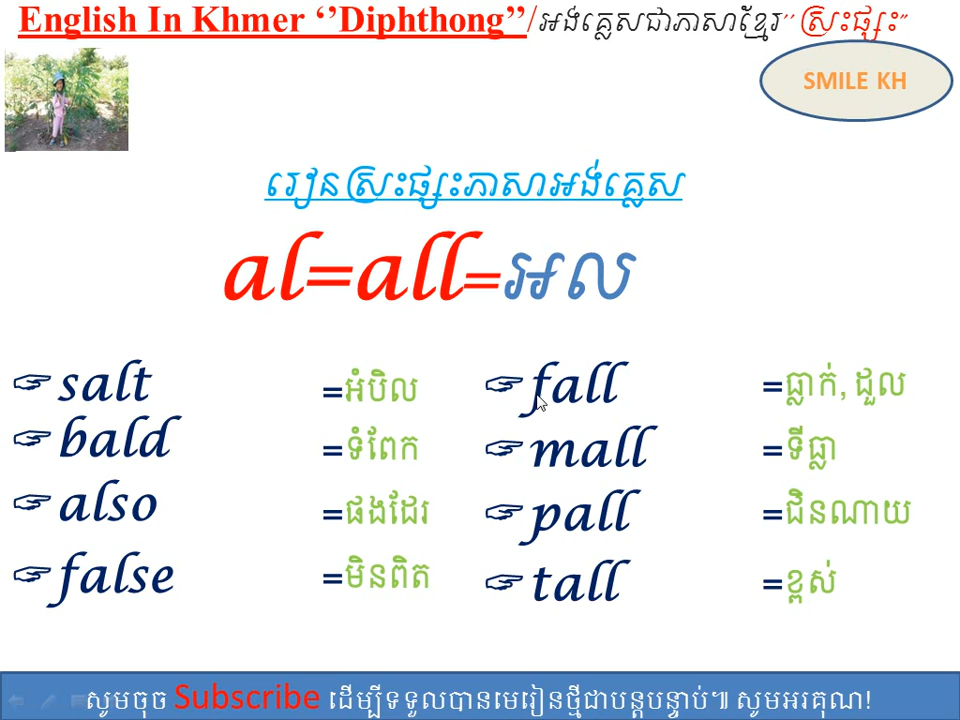 English In Khmer ‘’Diphthong’’/អង់គ្លេសជាភាសាខ្មែរ’’ ស្រះផ្សះ’’
SMILE KH
រៀនស្រះផ្សះភាសាអង់គ្លេស
al=all=អល
☞salt =អំបិល
☞bald =ទំពែក
☞also =ផងដែរ
☞false =មិនពិត
☞fall =ធ្លាក់, ដួល
☞mall =ទីធ្លា
☞pall =ជិនណាយ
☞tall =ខ្ពស់
សូមចុច Subscribe ដើម្បីទទួលបានមេរៀនថ្មីជាបន្តបន្ទាប់៕ សូមអរគុណ!